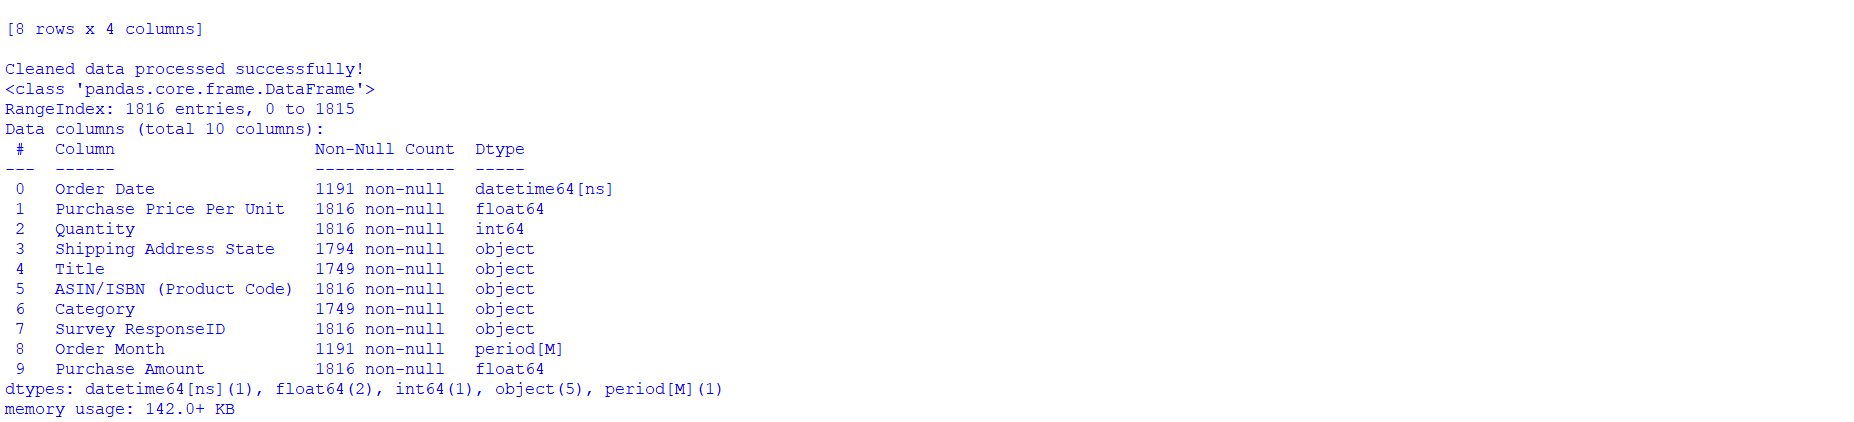 [8 rows x 4 columns]
Cleaned data processed successfully!
<class 'pandas.core.frame.DataFrame'>
RangeIndex: 1816 entries, 0 to 1815
Data columns (total 10 columns):
 #   Column                    Non-Null Count  Dtype
---  ------                    --------------  -----
 0   Order Date                1191 non-null   datetime64[ns]
 1   Purchase Price Per Unit   1816 non-null   float64
 2   Quantity                  1816 non-null   int64
 3   Shipping Address State    1794 non-null   object
 4   Title                     1749 non-null   object
 5   ASIN/ISBN (Product Code)  1816 non-null   object
 6   Category                  1749 non-null   object
 7   Survey ResponseID         1816 non-null   object
 8   Order Month               1191 non-null   period[M]
 9   Purchase Amount           1816 non-null   float64
dtypes: datetime64[ns](1), float64(2), int64(1), object(5), period[M](1)
memory usage: 142.0+ KB